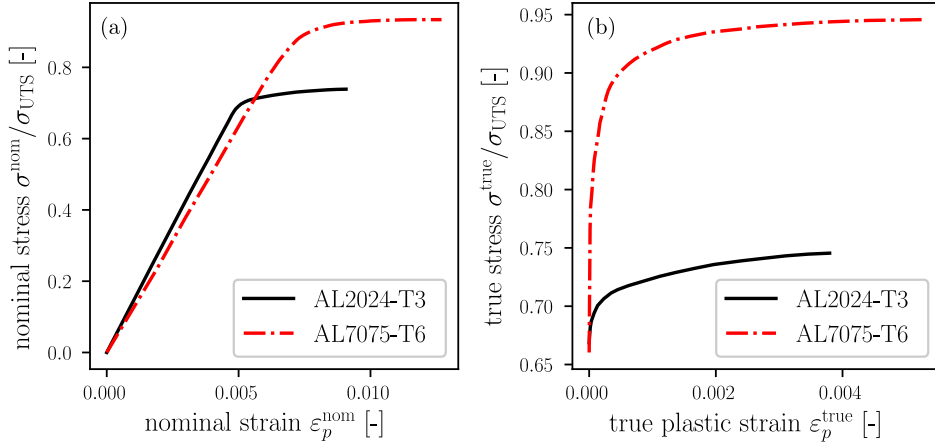 (a)
nominal stress σ^nom/σ_UTS [-]
0.8
0.6
0.4
0.2
0.0
AL2024-T3
AL7075-T6
0.000 0.005 0.010
nominal strain ε_p^nom [-]
(b)
true stress σ^true/σ_UTS [-]
0.95
0.90
0.85
0.80
0.75
0.70
0.65
AL2024-T3
AL7075-T6
0.000 0.002 0.004
true plastic strain ε_p^true [-]